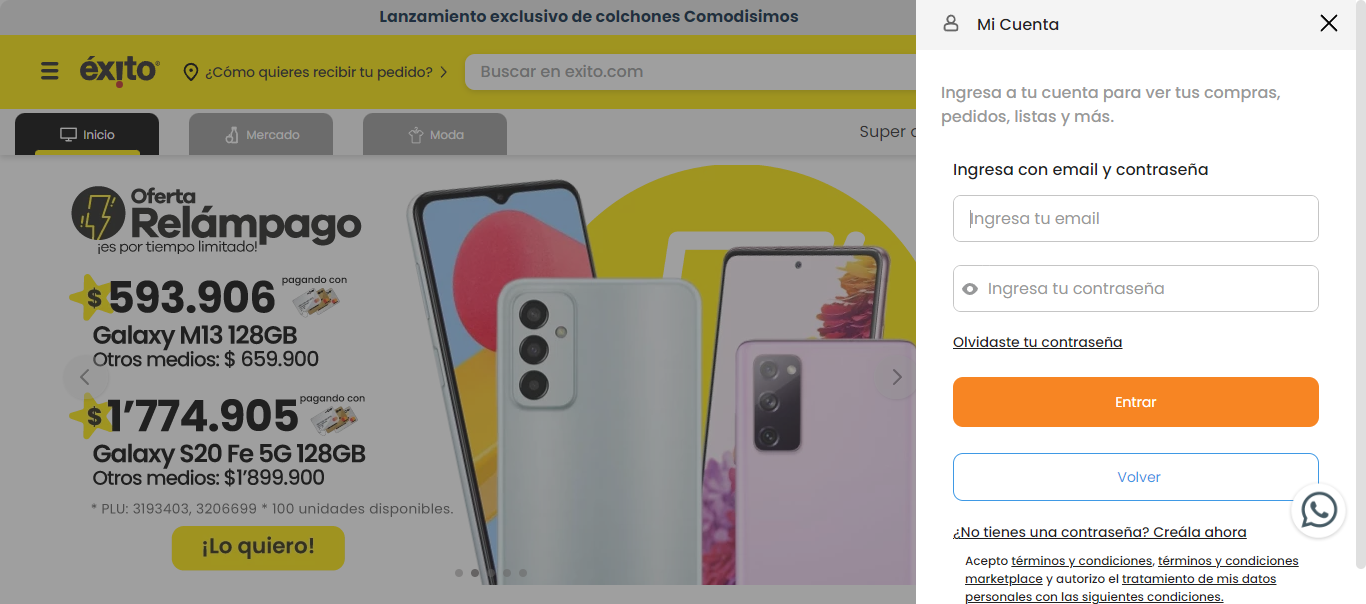 Lanzamiento exclusivo de colchones Comodisimos
éxito
¿Cómo quieres recibir tu pedido?
Buscar en exito.com
Inicio
Mercado
Moda
Super
Oferta
Relámpago
¡es por tiempo limitado!
$593.906 pagando con
Galaxy M13 128GB
Otros medios: $ 659.900
$1’774.905 pagando con
Galaxy S20 Fe 5G 128GB
Otros medios: $1’899.900
* PLU: 3193403, 3206699 * 100 unidades disponibles.
¡Lo quiero!
Mi Cuenta
Ingresa a tu cuenta para ver tus compras,
pedidos, listas y más.
Ingresa con email y contraseña
Ingresa tu email
Ingresa tu contraseña
Olvidaste tu contraseña
Entrar
Volver
¿No tienes una contraseña? Creála ahora
Acepto términos y condiciones, términos y condiciones
marketplace y autorizo el tratamiento de mis datos
personales con las siguientes condiciones.